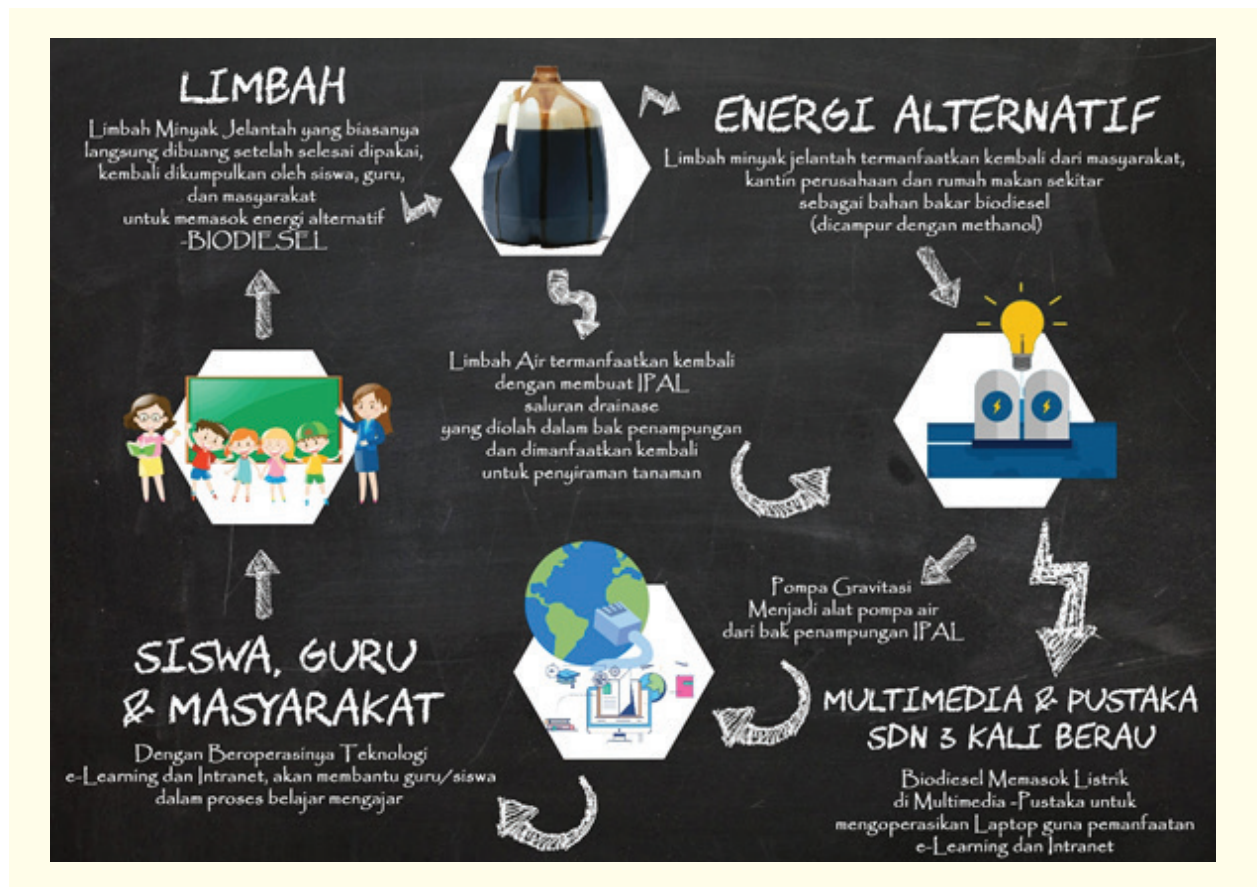 LIMBAH
Limbah Minyak Jelantah yang biasanya
langsung dibuang setelah selesai dipakai,
kembali dikumpulkan oleh siswa, guru,
dan masyarakat
untuk memasok energi alternatif
-BIODIESEL
ENERGI ALTERNATIF
Limbah minyak jelantah termanfaatkan kembali dari masyarakat,
kantin perusahaan dan rumah makan sekitar
sebagai bahan bakar biodiesel
(dicampur dengan methanol)
Limbah Air termanfaatkan kembali
dengan membuat IPAL
saluran drainase
yang diolah dalam bak penampungan
dan dimanfaatkan kembali
untuk penyiraman tanaman
Pompa Gravitasi
Menjadi alat pompa air
dari bak penampungan IPAL
MULTIMEDIA & PUSTAKA
SDN 3 KALI BERAU
Biodiesel Memasok Listrik
di Multimedia -Pustaka untuk
mengoperasikan Laptop guna pemanfaatan
e-Learning dan Intranet
SISWA, GURU
& MASYARAKAT
Dengan Beroperasinya Teknologi
e-Learning dan Intranet, akan membantu guru/siswa
dalam proses belajar mengajar